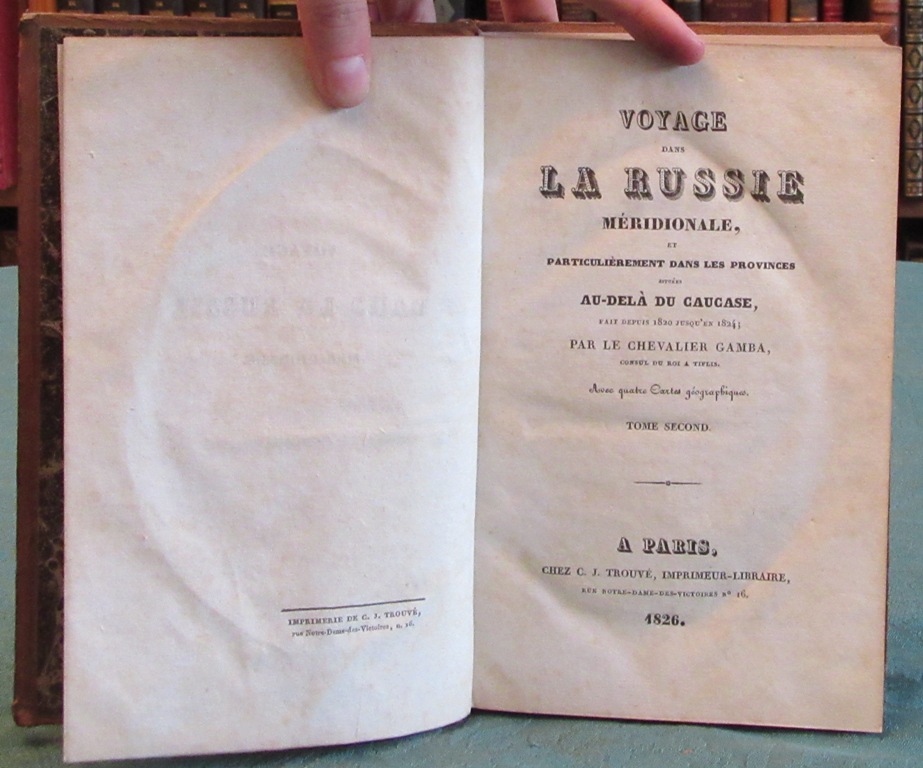 IMPRIMERIE DE C. J. TROUVÉ,
rue Notre-Dame-des-Victoires, n. 16.
VOYAGE
DANS
LA RUSSIE
MÉRIDIONALE,
ET
PARTICULIÈREMENT DANS LES PROVINCES
SITUÉES
AU-DELÀ DU CAUCASE,
FAIT DEPUIS 1820 JUSQU'EN 1824;
PAR LE CHEVALIER GAMBA,
CONSUL DU ROI A TIFLIS.
Avec quatre Cartes géographiques.
TOME SECOND.
A PARIS,
CHEZ C. J. TROUVÉ, IMPRIMEUR-LIBRAIRE,
RUE NOTRE-DAME-DES-VICTOIRES Nº 16.
1826.